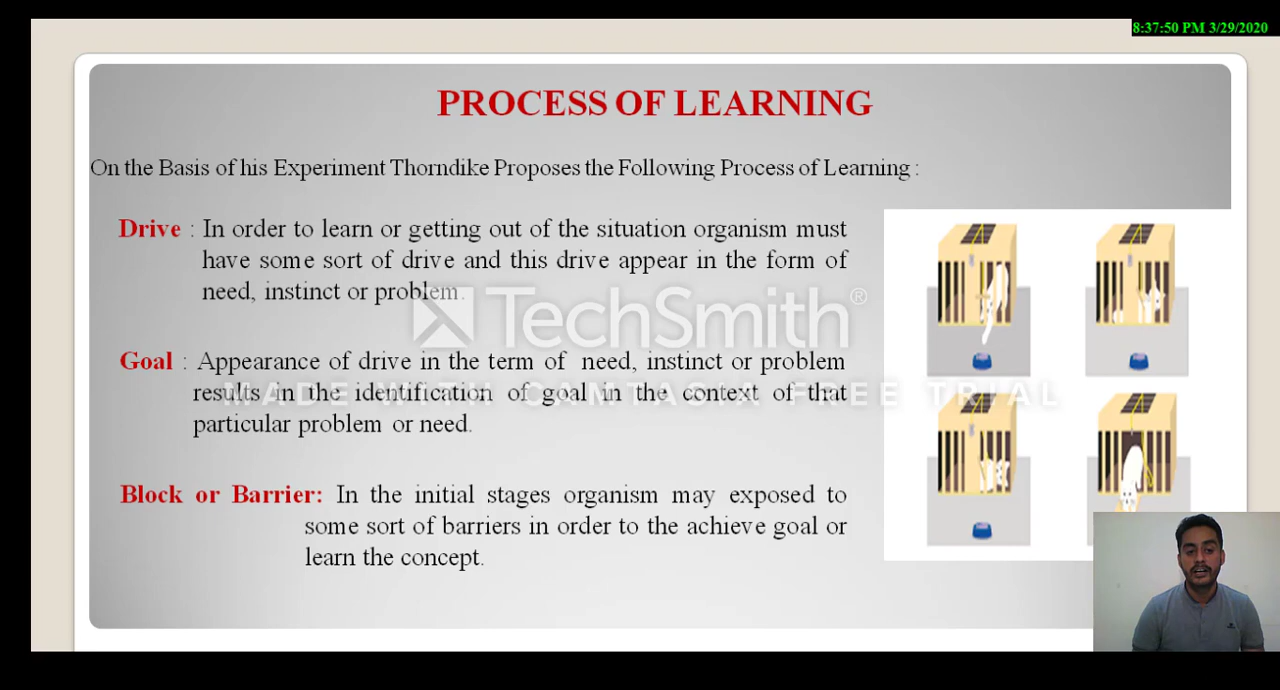 8:37:50 PM 3/29/2020
PROCESS OF LEARNING
On the Basis of his Experiment Thorndike Proposes the Following Process of Learning :
Drive : In order to learn or getting out of the situation organism must
have some sort of drive and this drive appear in the form of
need, instinct or problem.
TechSmith®
Goal : Appearance of drive in the term of need, instinct or problem
results in the identification of goal in the context of that
MADE WITH CAMTASIA FREE TRIAL
particular problem or need.
Block or Barrier: In the initial stages organism may exposed to
some sort of barriers in order to the achieve goal or
learn the concept.